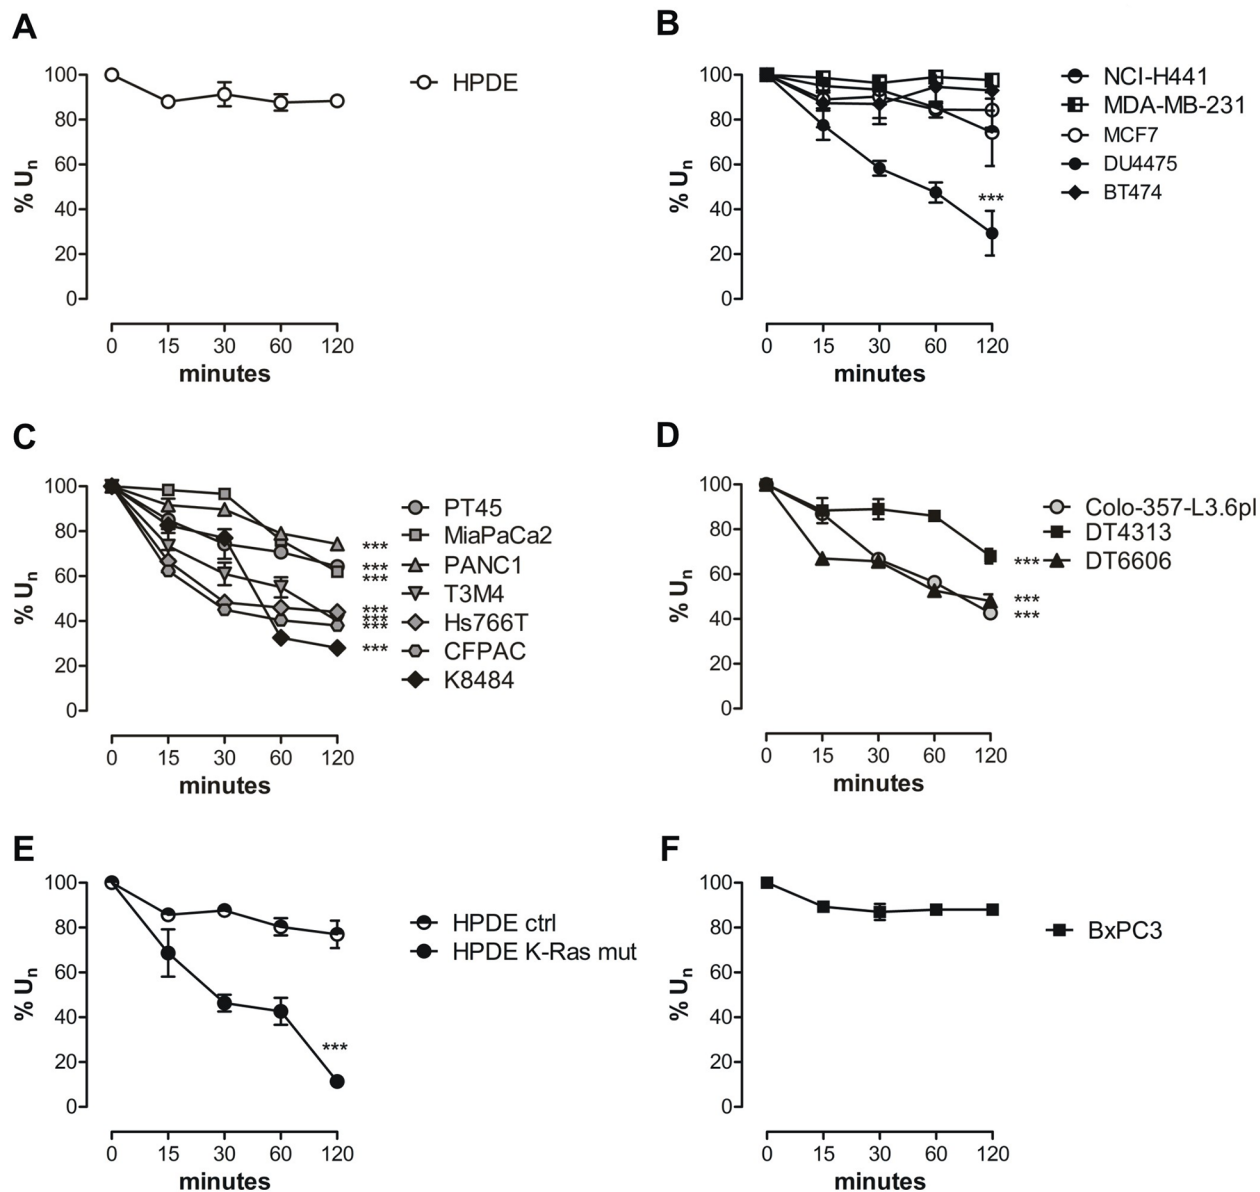 A
100
80
60
40
20
0
% Un
0 15 30 60 120
minutes
HPDE
B
100
80
60
40
20
0
% Un
***
0 15 30 60 120
minutes
NCI-H441
MDA-MB-231
MCF7
DU4475
BT474
C
100
80
60
40
20
0
% Un
***
***
***
***
***
***
***
0 15 30 60 120
minutes
PT45
MiaPaCa2
PANC1
T3M4
Hs766T
CFPAC
K8484
D
100
80
60
40
20
0
% Un
***
***
***
0 15 30 60 120
minutes
Colo-357-L3.6pl
DT4313
DT6606
E
100
80
60
40
20
0
% Un
***
0 15 30 60 120
minutes
HPDE ctrl
HPDE K-Ras mut
F
100
80
60
40
20
0
% Un
0 15 30 60 120
minutes
BxPC3